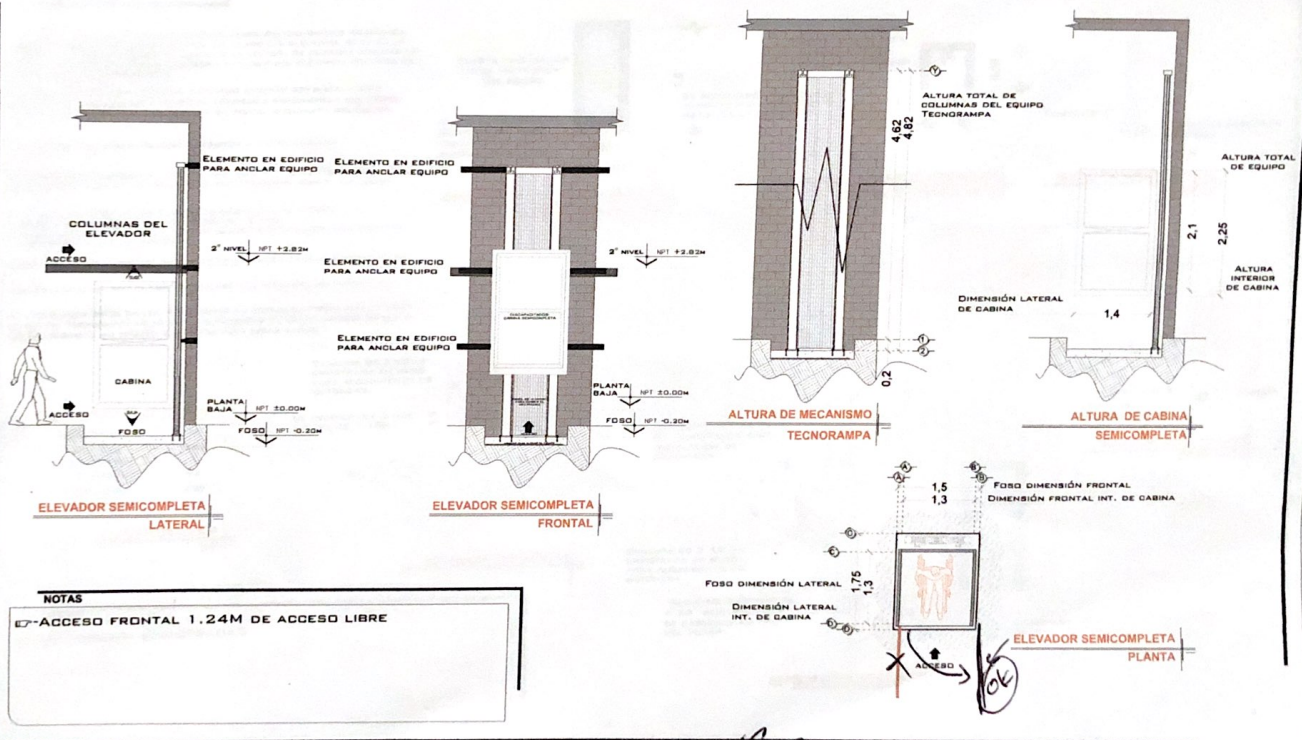 ELEMENTO EN EDIFICIO
PARA ANCLAR EQUIPO
COLUMNAS DEL
ELEVADOR
ACCESO
2° NIVEL NPT +2.82M
CABINA
ACCESO
FOSO
PLANTA
BAJA NPT ±0.00M
FOSO NPT -0.20M
ELEVADOR SEMICOMPLETA
LATERAL
ELEMENTO EN EDIFICIO
PARA ANCLAR EQUIPO
2° NIVEL NPT +2.82M
ELEMENTO EN EDIFICIO
PARA ANCLAR EQUIPO
DISCAPACITADOS
CABINA SEMICOMPLETA
ELEMENTO EN EDIFICIO
PARA ANCLAR EQUIPO
PLANTA
BAJA NPT ±0.00M
FOSO NPT -0.20M
ELEVADOR SEMICOMPLETA
FRONTAL
Y
ALTURA TOTAL DE
COLUMNAS DEL EQUIPO
TECNORAMPA
4,62
4,82
1
2
0,2
ALTURA DE MECANISMO
TECNORAMPA
ALTURA TOTAL
DE EQUIPO
2,1
2,25
ALTURA
INTERIOR
DE CABINA
DIMENSIÓN LATERAL
DE CABINA
1,4
ALTURA DE CABINA
SEMICOMPLETA
A' B'
A B
1,5 FOSO DIMENSIÓN FRONTAL
1,3 DIMENSIÓN FRONTAL INT. DE CABINA
C
FOSO DIMENSIÓN LATERAL
1,75
1,3
DIMENSIÓN LATERAL
INT. DE CABINA
D
ACCESO
ok
ELEVADOR SEMICOMPLETA
PLANTA
NOTAS
-ACCESO FRONTAL 1.24M DE ACCESO LIBRE